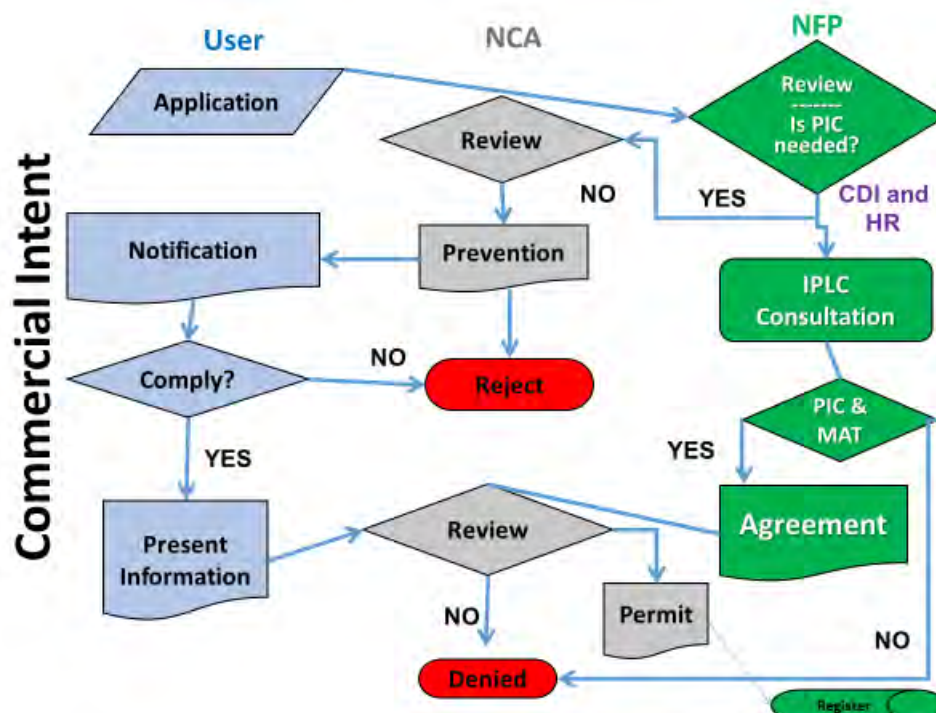 User
NCA
NFP
Application
Review
-------
Is PIC
needed?
Review
NO
YES
CDI and
HR
Commercial Intent
Notification
Prevention
IPLC
Consultation
Comply?
NO
Reject
PIC &
MAT
YES
YES
Agreement
Present
Information
Review
NO
Permit
NO
Denied
Register